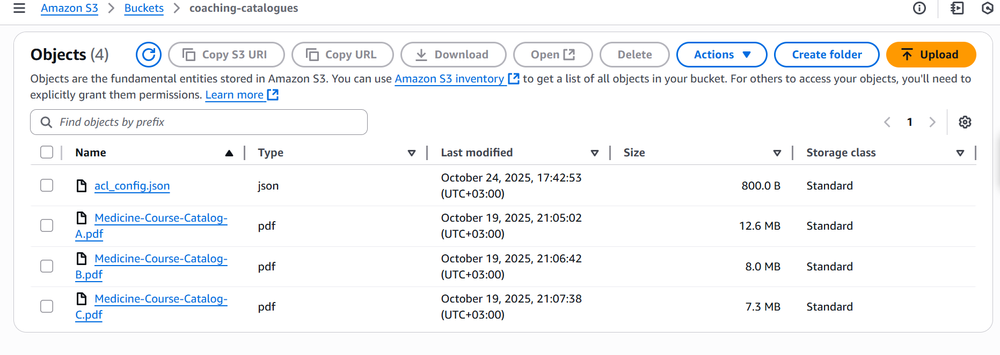 Amazon S3 Buckets coaching-catalogues
Objects (4) Copy S3 URI Copy URL Download Open Delete Actions Create folder Upload
Objects are the fundamental entities stored in Amazon S3. You can use Amazon S3 inventory to get a list of all objects in your bucket. For others to access your objects, you'll need to
explicitly grant them permissions. Learn more
Find objects by prefix 1
Name Type Last modified Size Storage class
acl_config.json json October 24, 2025, 17:42:53 (UTC+03:00) 800.0 B Standard
Medicine-Course-Catalog-A.pdf pdf October 19, 2025, 21:05:02 (UTC+03:00) 12.6 MB Standard
Medicine-Course-Catalog-B.pdf pdf October 19, 2025, 21:06:42 (UTC+03:00) 8.0 MB Standard
Medicine-Course-Catalog-C.pdf pdf October 19, 2025, 21:07:38 (UTC+03:00) 7.3 MB Standard